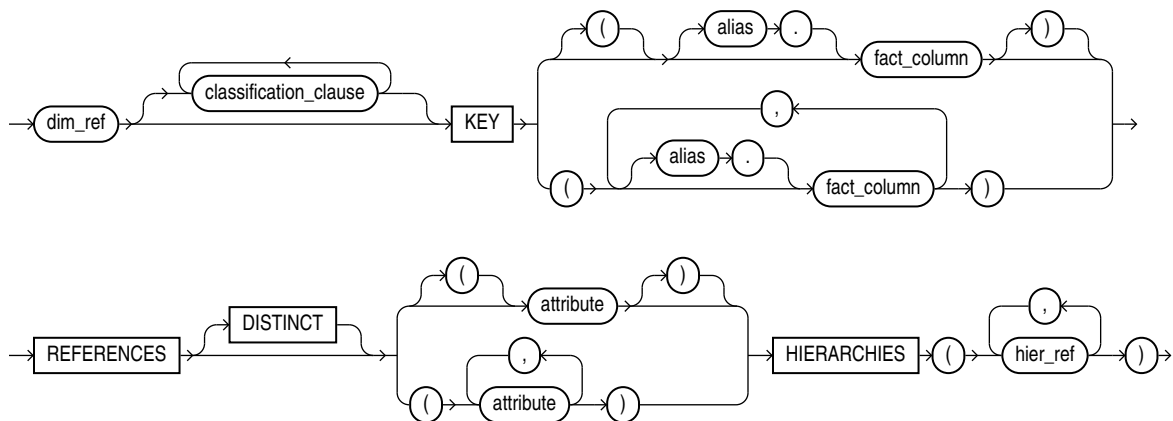 ( alias . fact_column )
classification_clause
dim_ref KEY
,
alias .
( fact_column )
( attribute )
DISTINCT ,
REFERENCES , HIERARCHIES ( hier_ref )
( attribute )